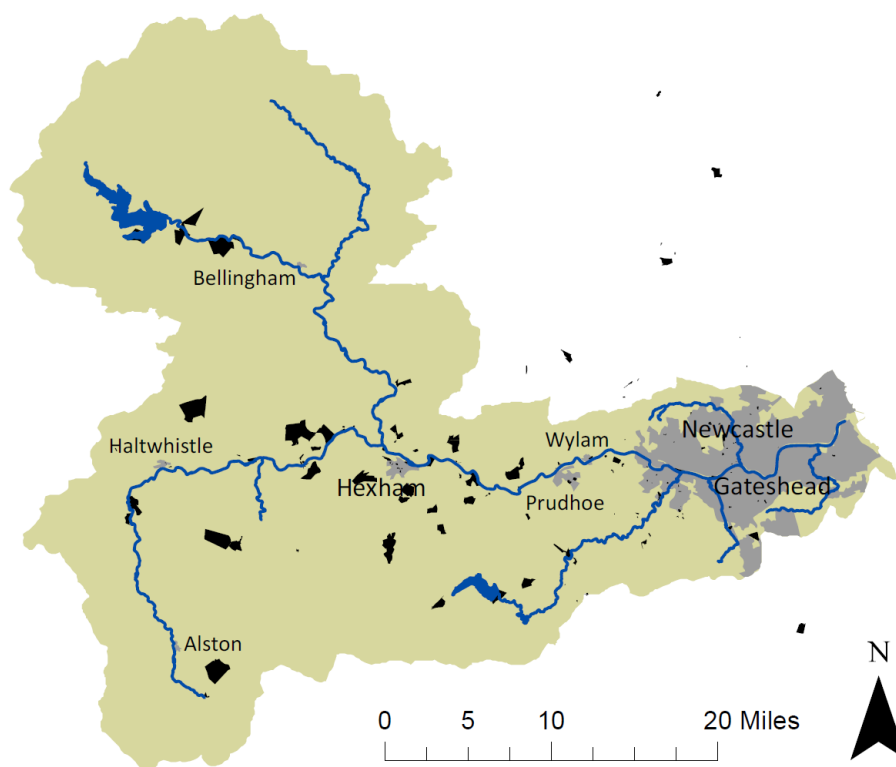 Bellingham
Newcastle
Haltwhistle
Wylam
Hexham
Gateshead
Prudhoe
Alston
N
0 5 10 20 Miles